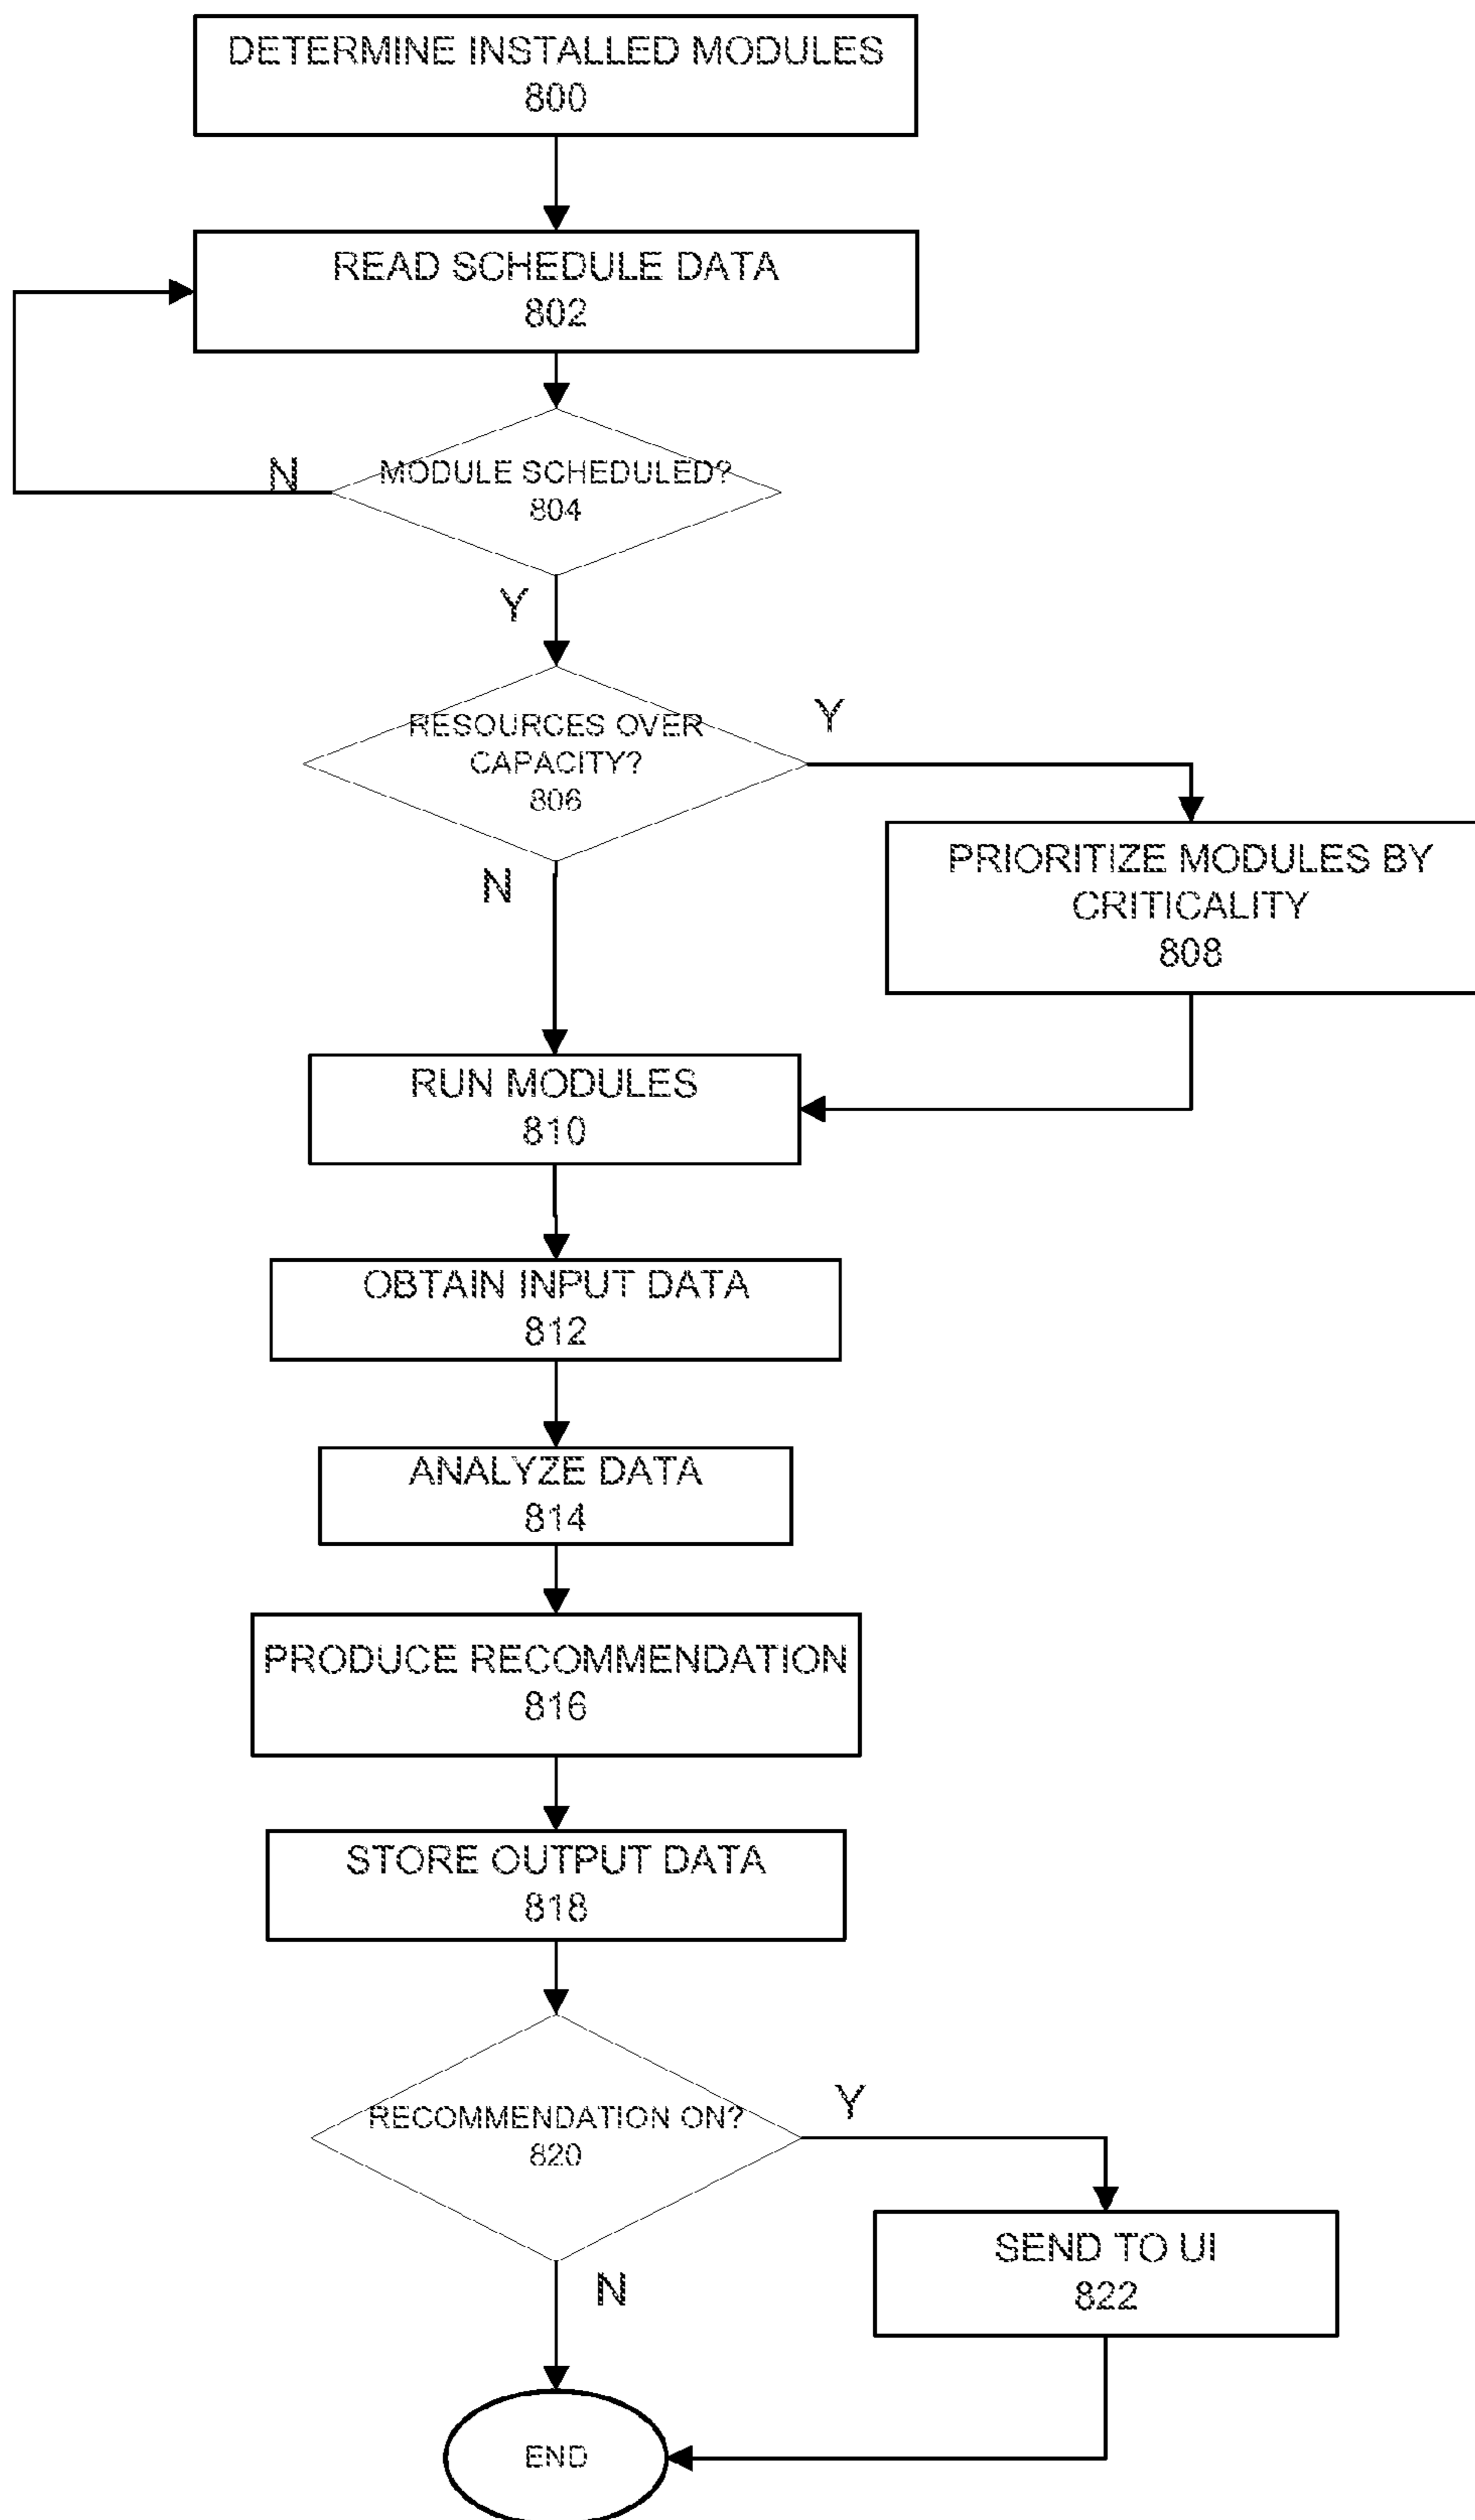 DETERMINE INSTALLED MODULES
800
READ SCHEDULE DATA
802
N
MODULE SCHEDULED?
804
Y
RESOURCES OVER
CAPACITY?
806
Y
N
PRIORITIZE MODULES BY
CRITICALITY
808
RUN MODULES
810
OBTAIN INPUT DATA
812
ANALYZE DATA
814
PRODUCE RECOMMENDATION
816
STORE OUTPUT DATA
818
RECOMMENDATION ON?
820
Y
N
SEND TO UI
822
END